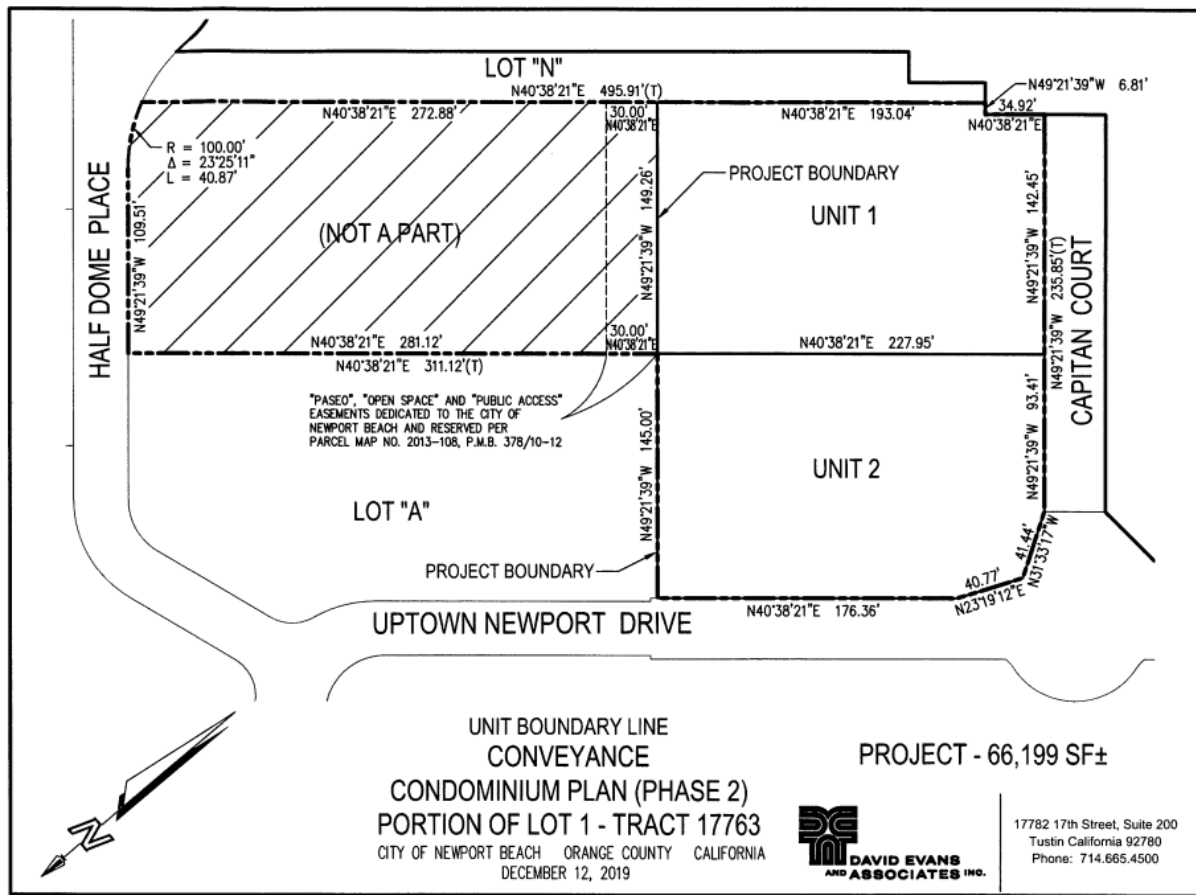 LOT "N"
N49°21'39"W 6.81'
N40°38'21"E 495.91'(T)
N40°38'21"E 272.88'
30.00'
N40°38'21"E
N40°38'21"E 193.04'
34.92'
N40°38'21"E
R = 100.00'
Δ = 23°25'11"
L = 40.87'
PROJECT BOUNDARY
UNIT 1
(NOT A PART)
HALF DOME PLACE
N49°21'39"W 109.51'
N49°21'39"W 149.26'
N49°21'39"W 142.45'
N49°21'39"W 235.85'(T)
CAPITAN COURT
N40°38'21"E 281.12'
30.00'
N40°38'21"E
N40°38'21"E 227.95'
N40°38'21"E 311.12'(T)
"PASEO", "OPEN SPACE" AND "PUBLIC ACCESS"
EASEMENTS DEDICATED TO THE CITY OF
NEWPORT BEACH AND RESERVED PER
PARCEL MAP NO. 2013-108, P.M.B. 378/10-12
N49°21'39"W 145.00'
N49°21'39"W 93.41'
UNIT 2
LOT "A"
PROJECT BOUNDARY
41.44'
N31°33'17"W
40.77'
N23°19'12"E
N40°38'21"E 176.36'
UPTOWN NEWPORT DRIVE
N
UNIT BOUNDARY LINE
CONVEYANCE
CONDOMINIUM PLAN (PHASE 2)
PORTION OF LOT 1 - TRACT 17763
CITY OF NEWPORT BEACH ORANGE COUNTY CALIFORNIA
DECEMBER 12, 2019
PROJECT - 66,199 SF±
DAVID EVANS
AND ASSOCIATES INC.
17782 17th Street, Suite 200
Tustin California 92780
Phone: 714.665.4500